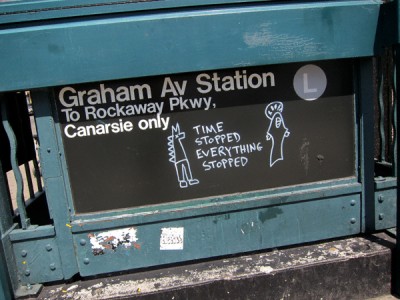 Graham Av Station L
To Rockaway Pkwy,
Canarsie only
TIME
STOPPED
EVERYTHING
STOPPED